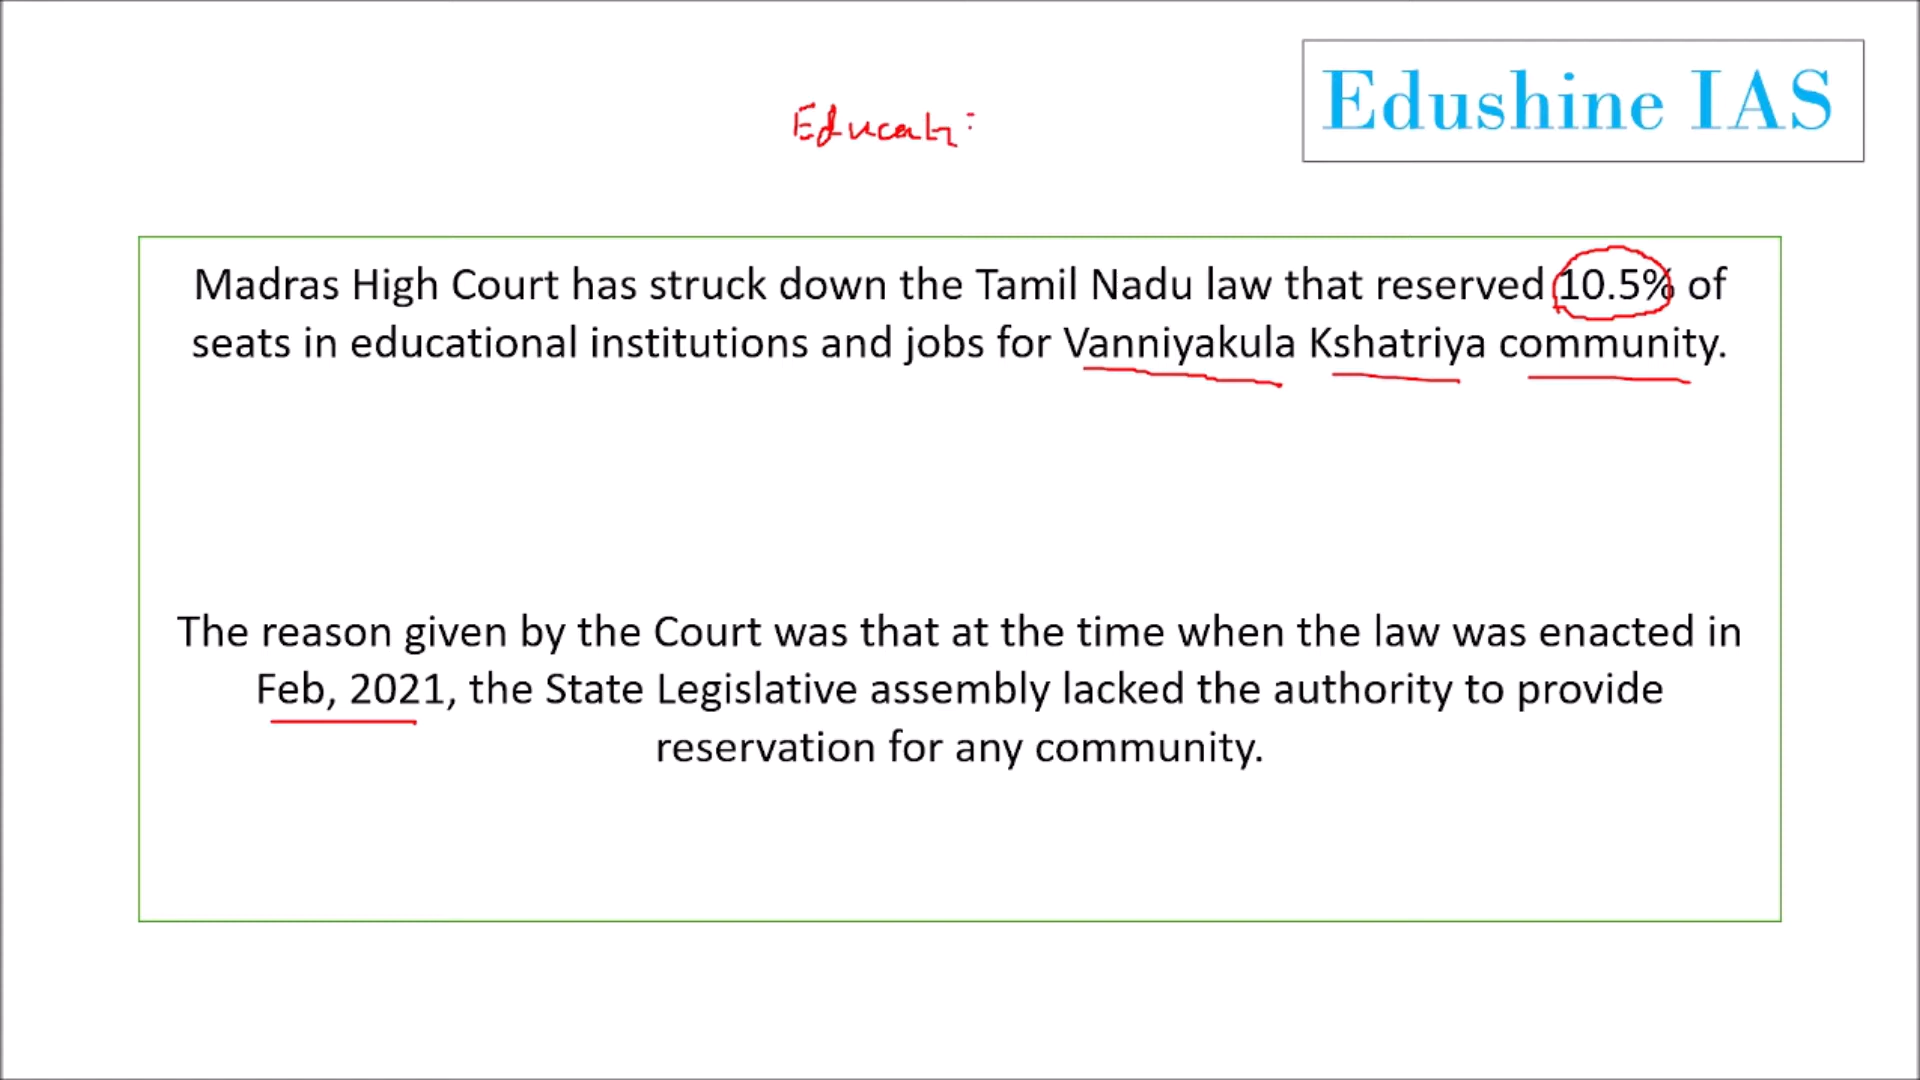 Edushine IAS
Madras High Court has struck down the Tamil Nadu law that reserved 10.5% of
seats in educational institutions and jobs for Vanniyakula Kshatriya community.
The reason given by the Court was that at the time when the law was enacted in
Feb, 2021, the State Legislative assembly lacked the authority to provide
reservation for any community.